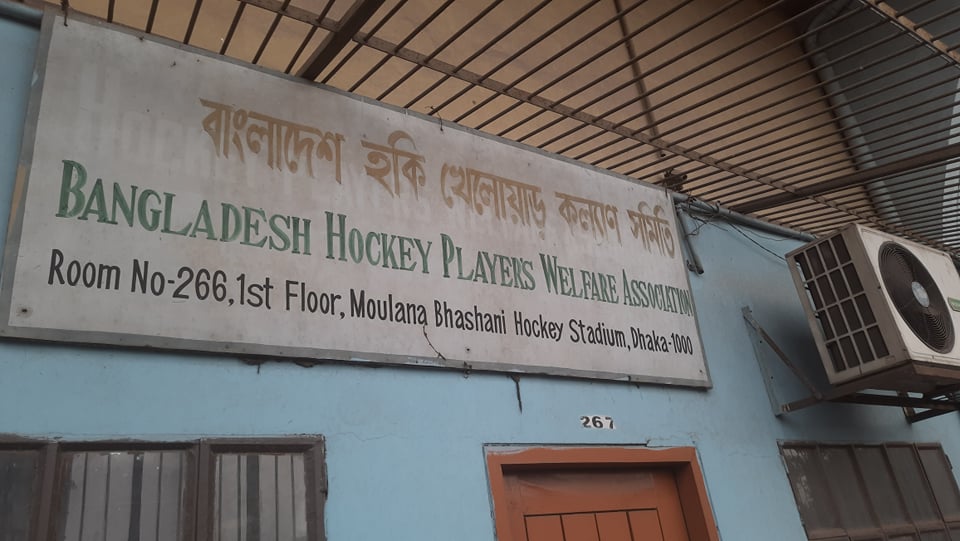 বাংলাদেশ হকি খেলোয়াড় কল্যাণ সমিতি
BANGLADESH HOCKEY PLAYER'S WELFARE ASSOCIATION
Room No-266,1st Floor, Moulana Bhashani Hockey Stadium, Dhaka-1000
267